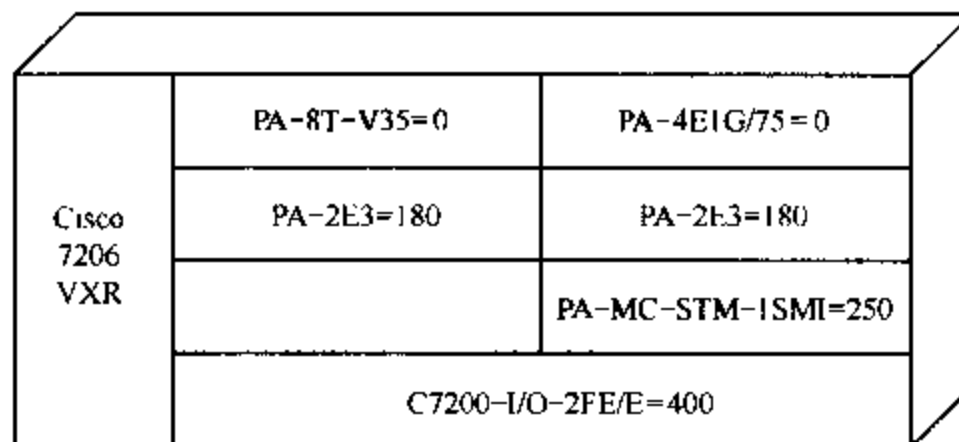 PA-8T-V35=0
PA-4E1G/75=0
Cisco
7206
VXR
PA-2E3=180
PA-2E3=180
PA-MC-STM-1SMI=250
C7200-I/O-2FE/E=400